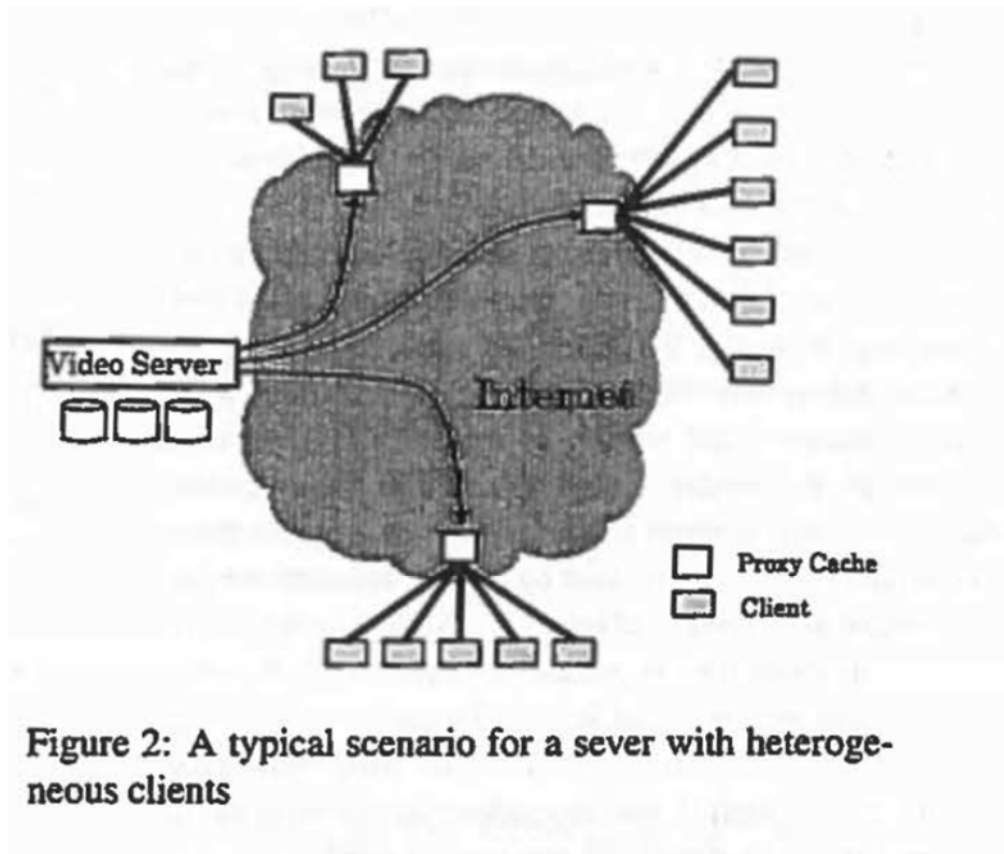 Video Server
Internet
Proxy Cache
Client
Figure 2: A typical scenario for a sever with heteroge-
neous clients